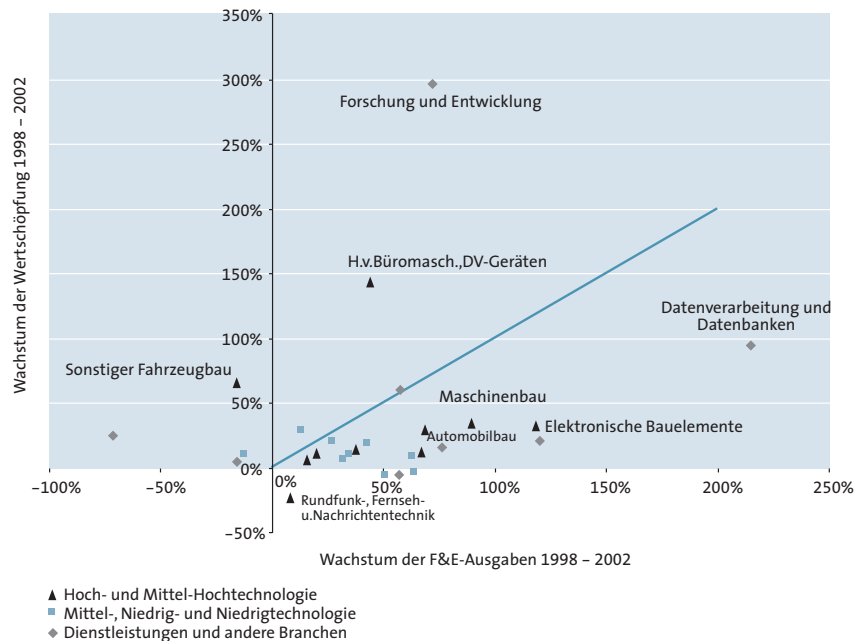 350%
300%
250%
200%
150%
100%
50%
0%
−50%
Wachstum der Wertschöpfung 1998 – 2002
Forschung und Entwicklung
H.v.Büromasch.,DV-Geräten
Datenverarbeitung und
Datenbanken
Sonstiger Fahrzeugbau
Maschinenbau
Elektronische Bauelemente
Automobilbau
Rundfunk-, Fernseh-
u.Nachrichtentechnik
−100%
−50%
0%
50%
100%
150%
200%
250%
Wachstum der F&E-Ausgaben 1998 – 2002
Hoch- und Mittel-Hochtechnologie
Mittel-, Niedrig- und Niedrigtechnologie
Dienstleistungen und andere Branchen